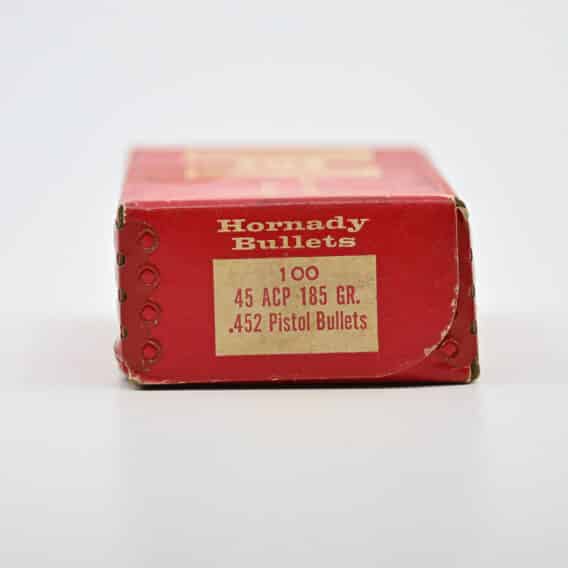 Hornady
Bullets
100
45 ACP 185 GR.
.452 Pistol Bullets